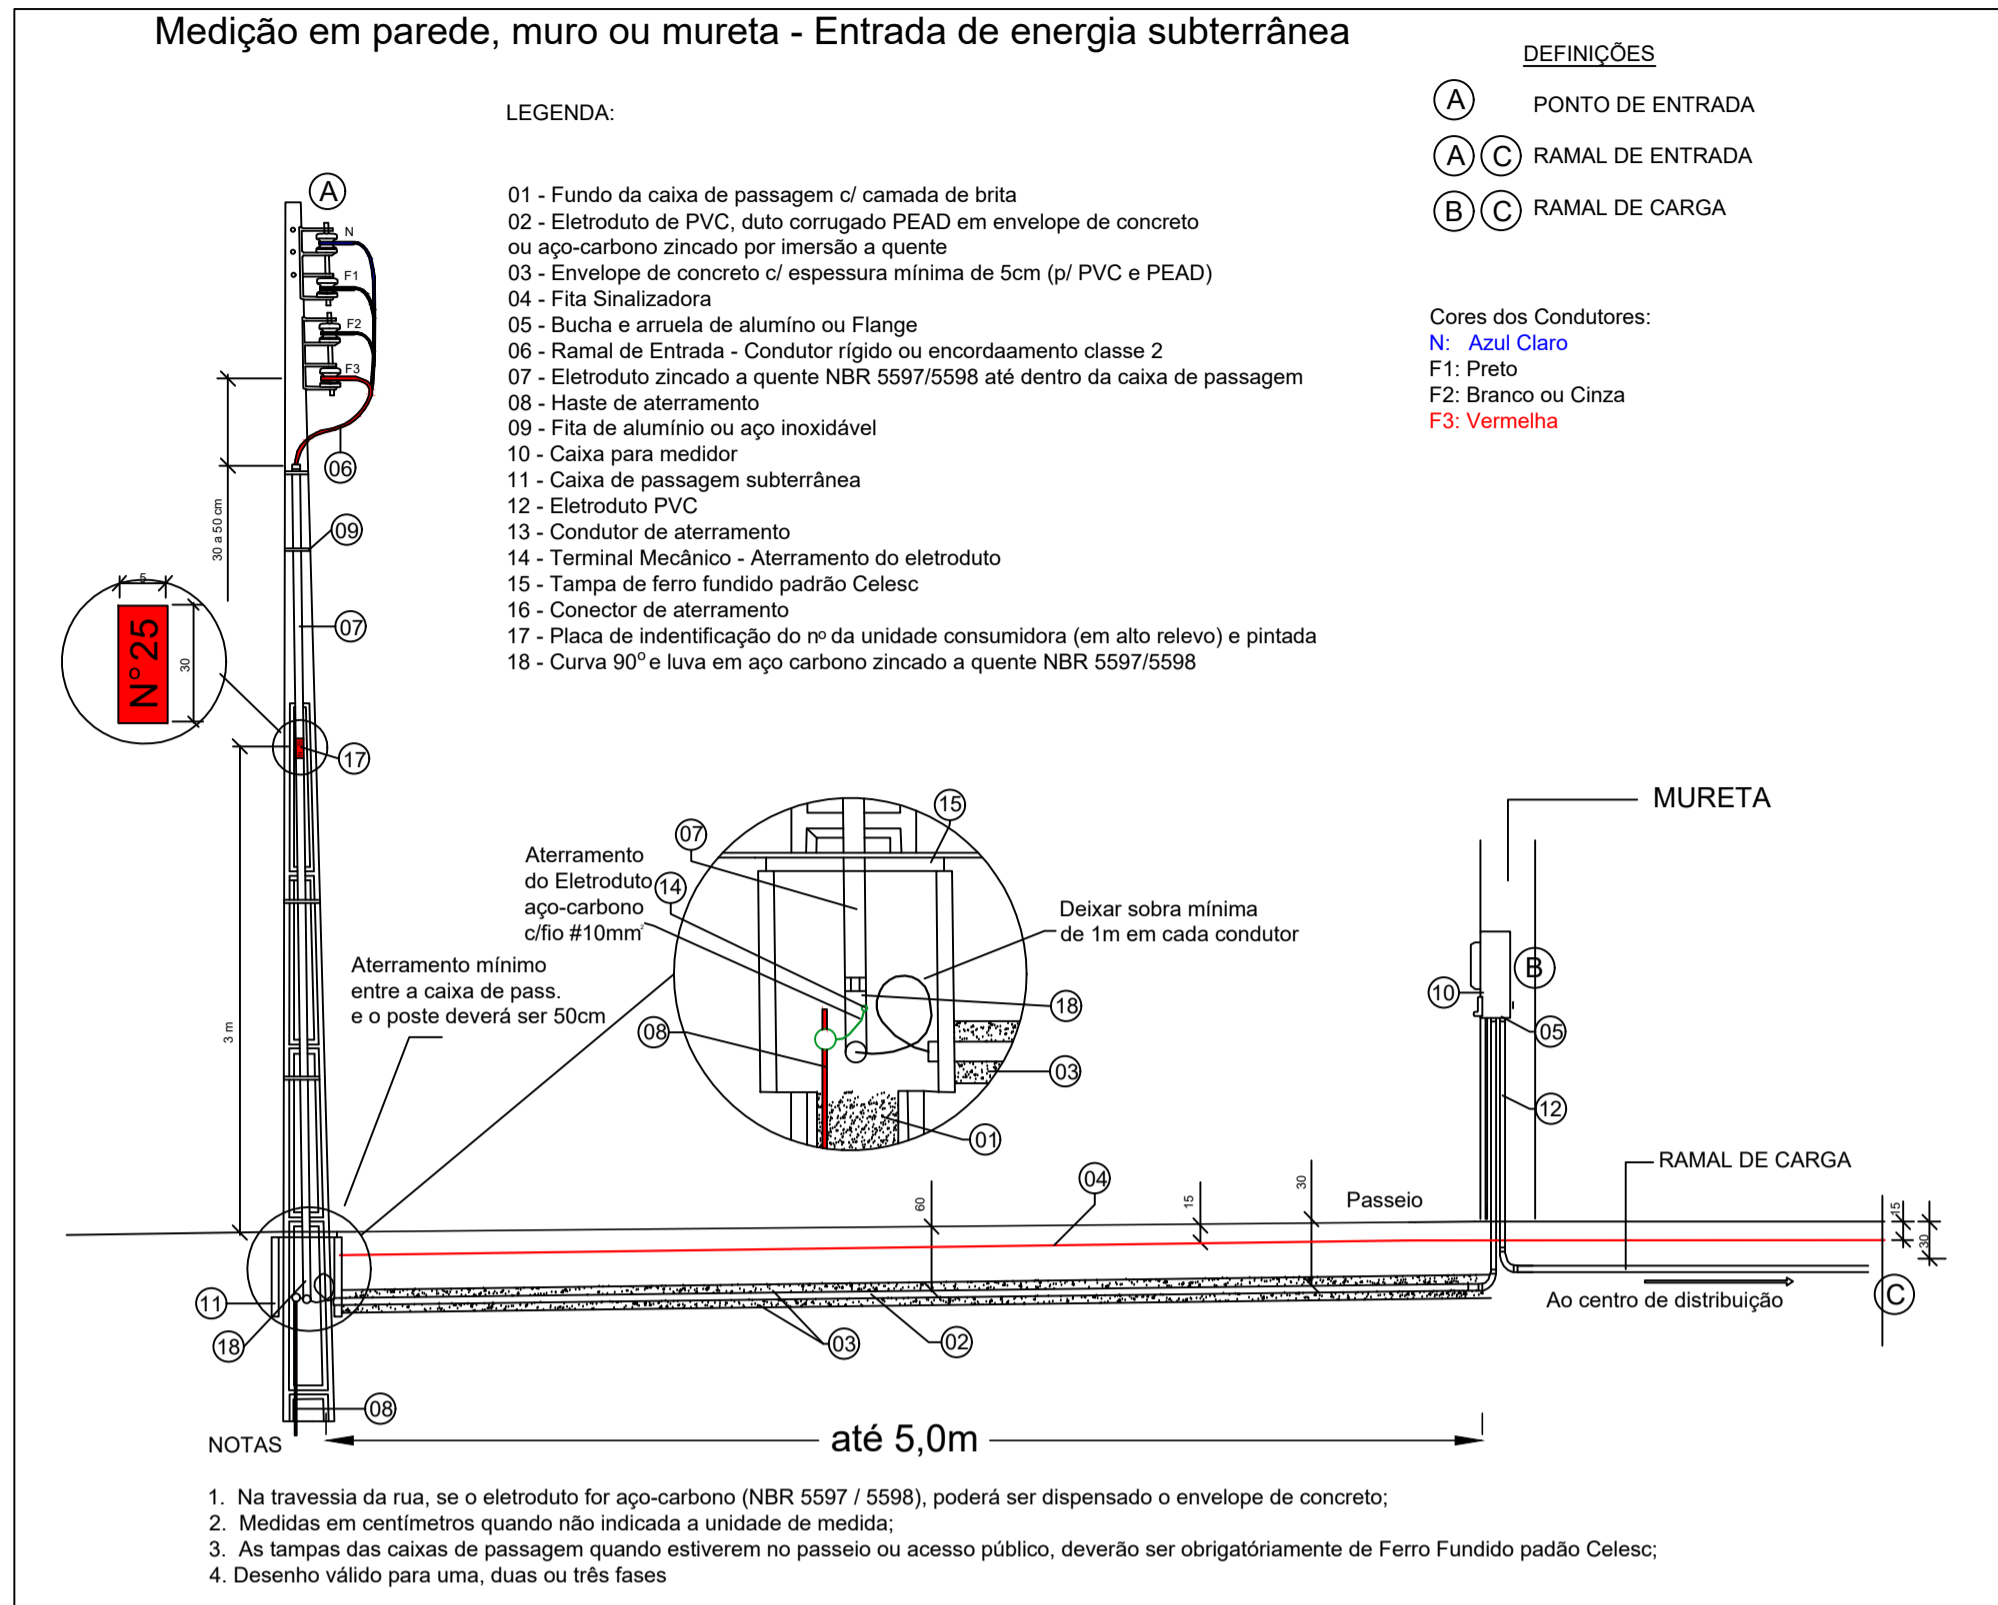 Medição em parede, muro ou mureta - Entrada de energia subterrânea
DEFINIÇÕES
A PONTO DE ENTRADA
A C RAMAL DE ENTRADA
B C RAMAL DE CARGA
LEGENDA:
01 - Fundo da caixa de passagem c/ camada de brita
02 - Eletroduto de PVC, duto corrugado PEAD em envelope de concreto
ou aço-carbono zincado por imersão a quente
03 - Envelope de concreto c/ espessura mínima de 5cm (p/ PVC e PEAD)
04 - Fita Sinalizadora
05 - Bucha e arruela de alumíno ou Flange
06 - Ramal de Entrada - Condutor rígido ou encordaamento classe 2
07 - Eletroduto zincado a quente NBR 5597/5598 até dentro da caixa de passagem
08 - Haste de aterramento
09 - Fita de alumínio ou aço inoxidável
10 - Caixa para medidor
11 - Caixa de passagem subterrânea
12 - Eletroduto PVC
13 - Condutor de aterramento
14 - Terminal Mecânico - Aterramento do eletroduto
15 - Tampa de ferro fundido padrão Celesc
16 - Conector de aterramento
17 - Placa de indentificação do nº da unidade consumidora (em alto relevo) e pintada
18 - Curva 90º e luva em aço carbono zincado a quente NBR 5597/5598
Cores dos Condutores:
N: Azul Claro
F1: Preto
F2: Branco ou Cinza
F3: Vermelha
A
N
F1
F2
F3
06
30 a 50 cm
09
07
5
N°25
30
17
3 m
MURETA
15
07
Aterramento
do Eletroduto
aço-carbono
c/fio #10mm²
14
Deixar sobra mínima
de 1m em cada condutor
Aterramento mínimo
entre a caixa de pass.
e o poste deverá ser 50cm
18
08
03
01
B
10
05
12
RAMAL DE CARGA
04
60
15
30
Passeio
15
30
Ao centro de distribuição
C
11
18
03
02
08
até 5,0m
NOTAS
1. Na travessia da rua, se o eletroduto for aço-carbono (NBR 5597 / 5598), poderá ser dispensado o envelope de concreto;
2. Medidas em centímetros quando não indicada a unidade de medida;
3. As tampas das caixas de passagem quando estiverem no passeio ou acesso público, deverão ser obrigatóriamente de Ferro Fundido padão Celesc;
4. Desenho válido para uma, duas ou três fases